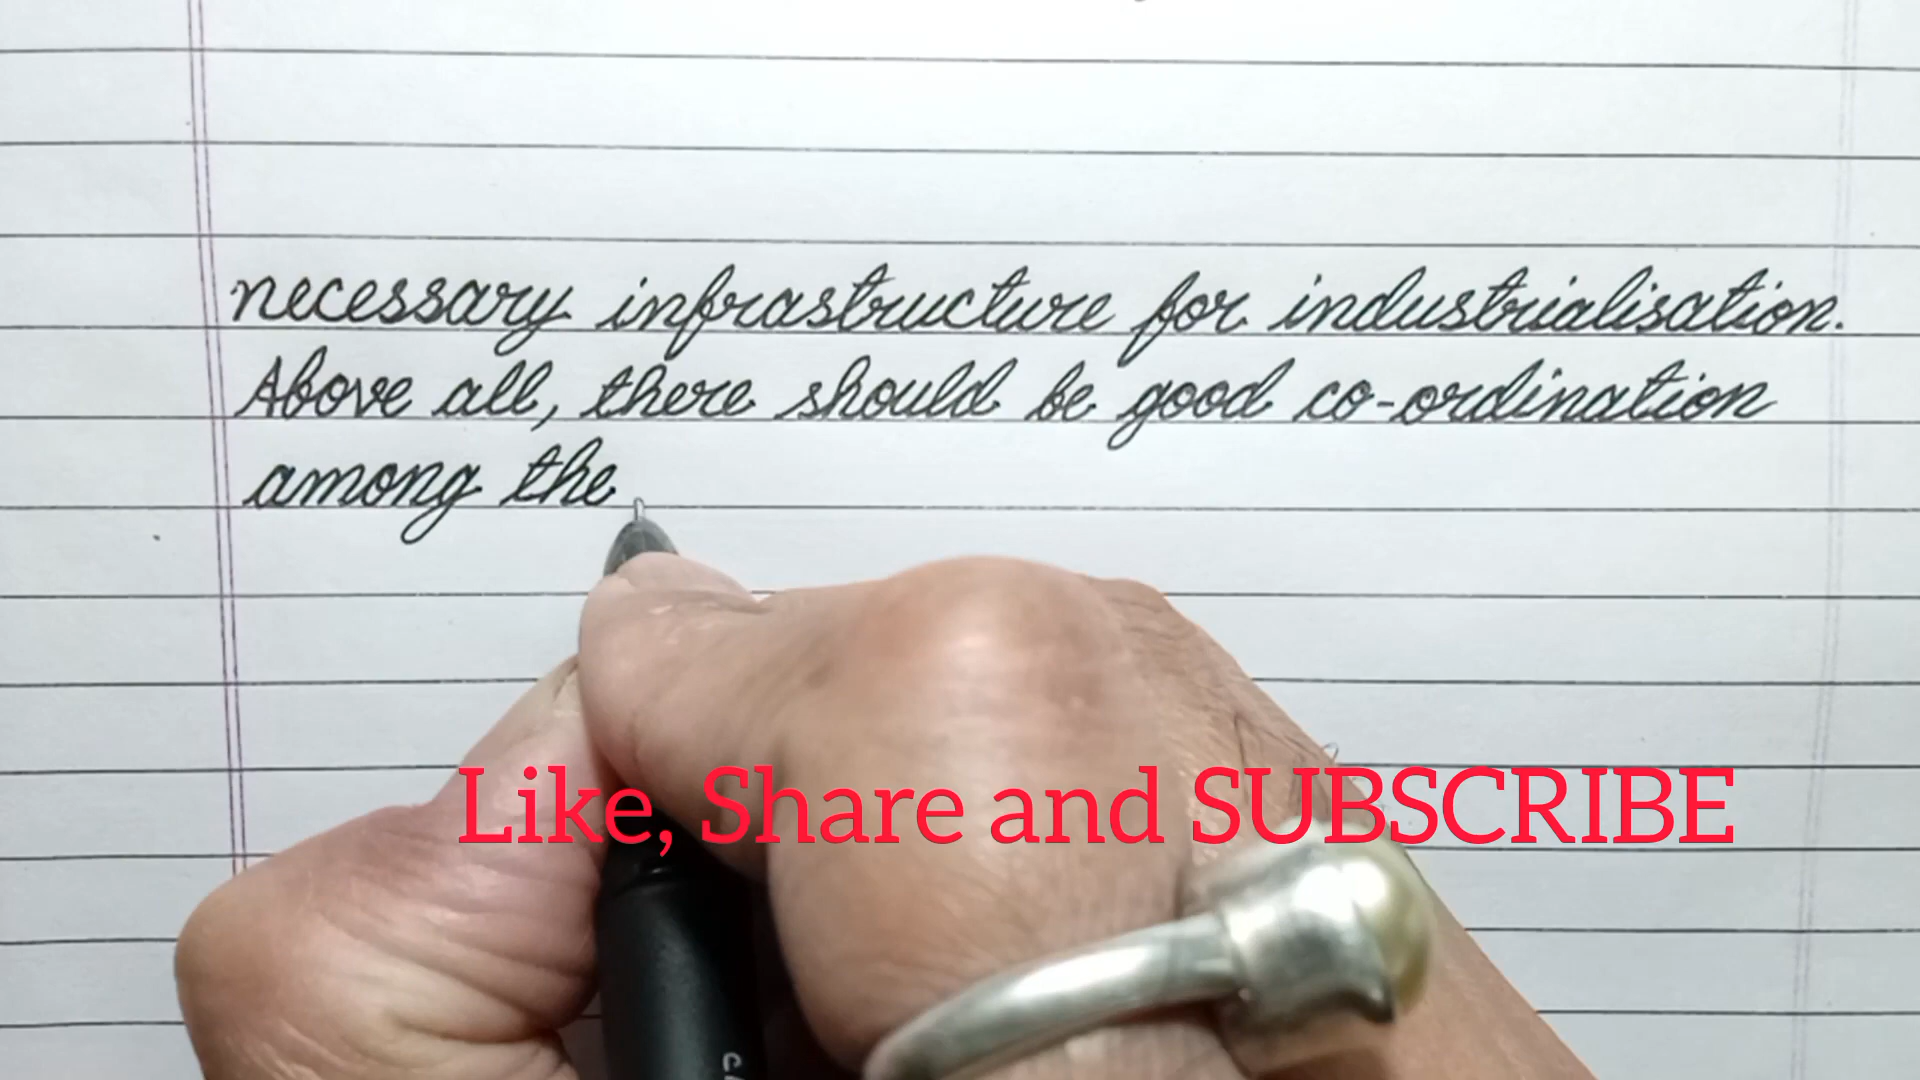 necessary infrastructure for industrialisation.
Above all, there should be good co-ordination
among the
Like, Share and SUBSCRIBE